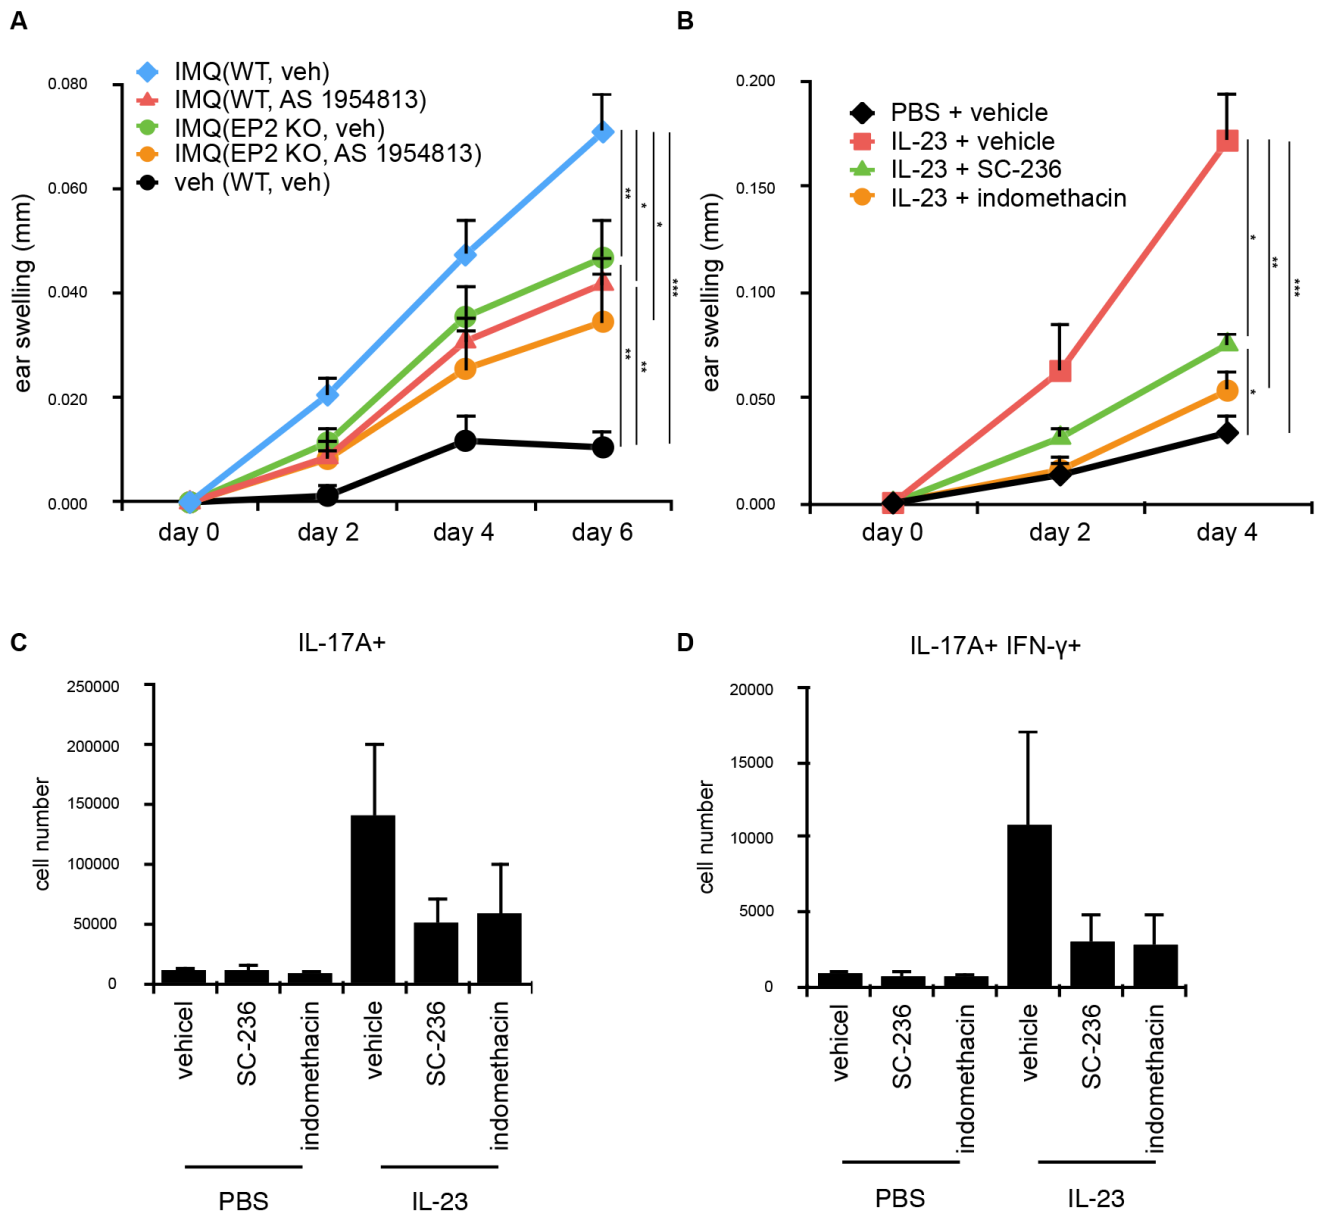 A
IMQ(WT, veh)
IMQ(WT, AS 1954813)
IMQ(EP2 KO, veh)
IMQ(EP2 KO, AS 1954813)
veh (WT, veh)
ear swelling (mm)
0.080
0.060
0.040
0.020
0.000
day 0
day 2
day 4
day 6
**
*
*
***
**
**
B
PBS + vehicle
IL-23 + vehicle
IL-23 + SC-236
IL-23 + indomethacin
ear swelling (mm)
0.200
0.150
0.100
0.050
0.000
day 0
day 2
day 4
*
**
***
*
C
IL-17A+
cell number
250000
200000
150000
100000
50000
0
vehicel
SC-236
indomethacin
vehicle
SC-236
indomethacin
PBS
IL-23
D
IL-17A+ IFN-γ+
cell number
20000
15000
10000
5000
0
vehicel
SC-236
indomethacin
vehicle
SC-236
indomethacin
PBS
IL-23